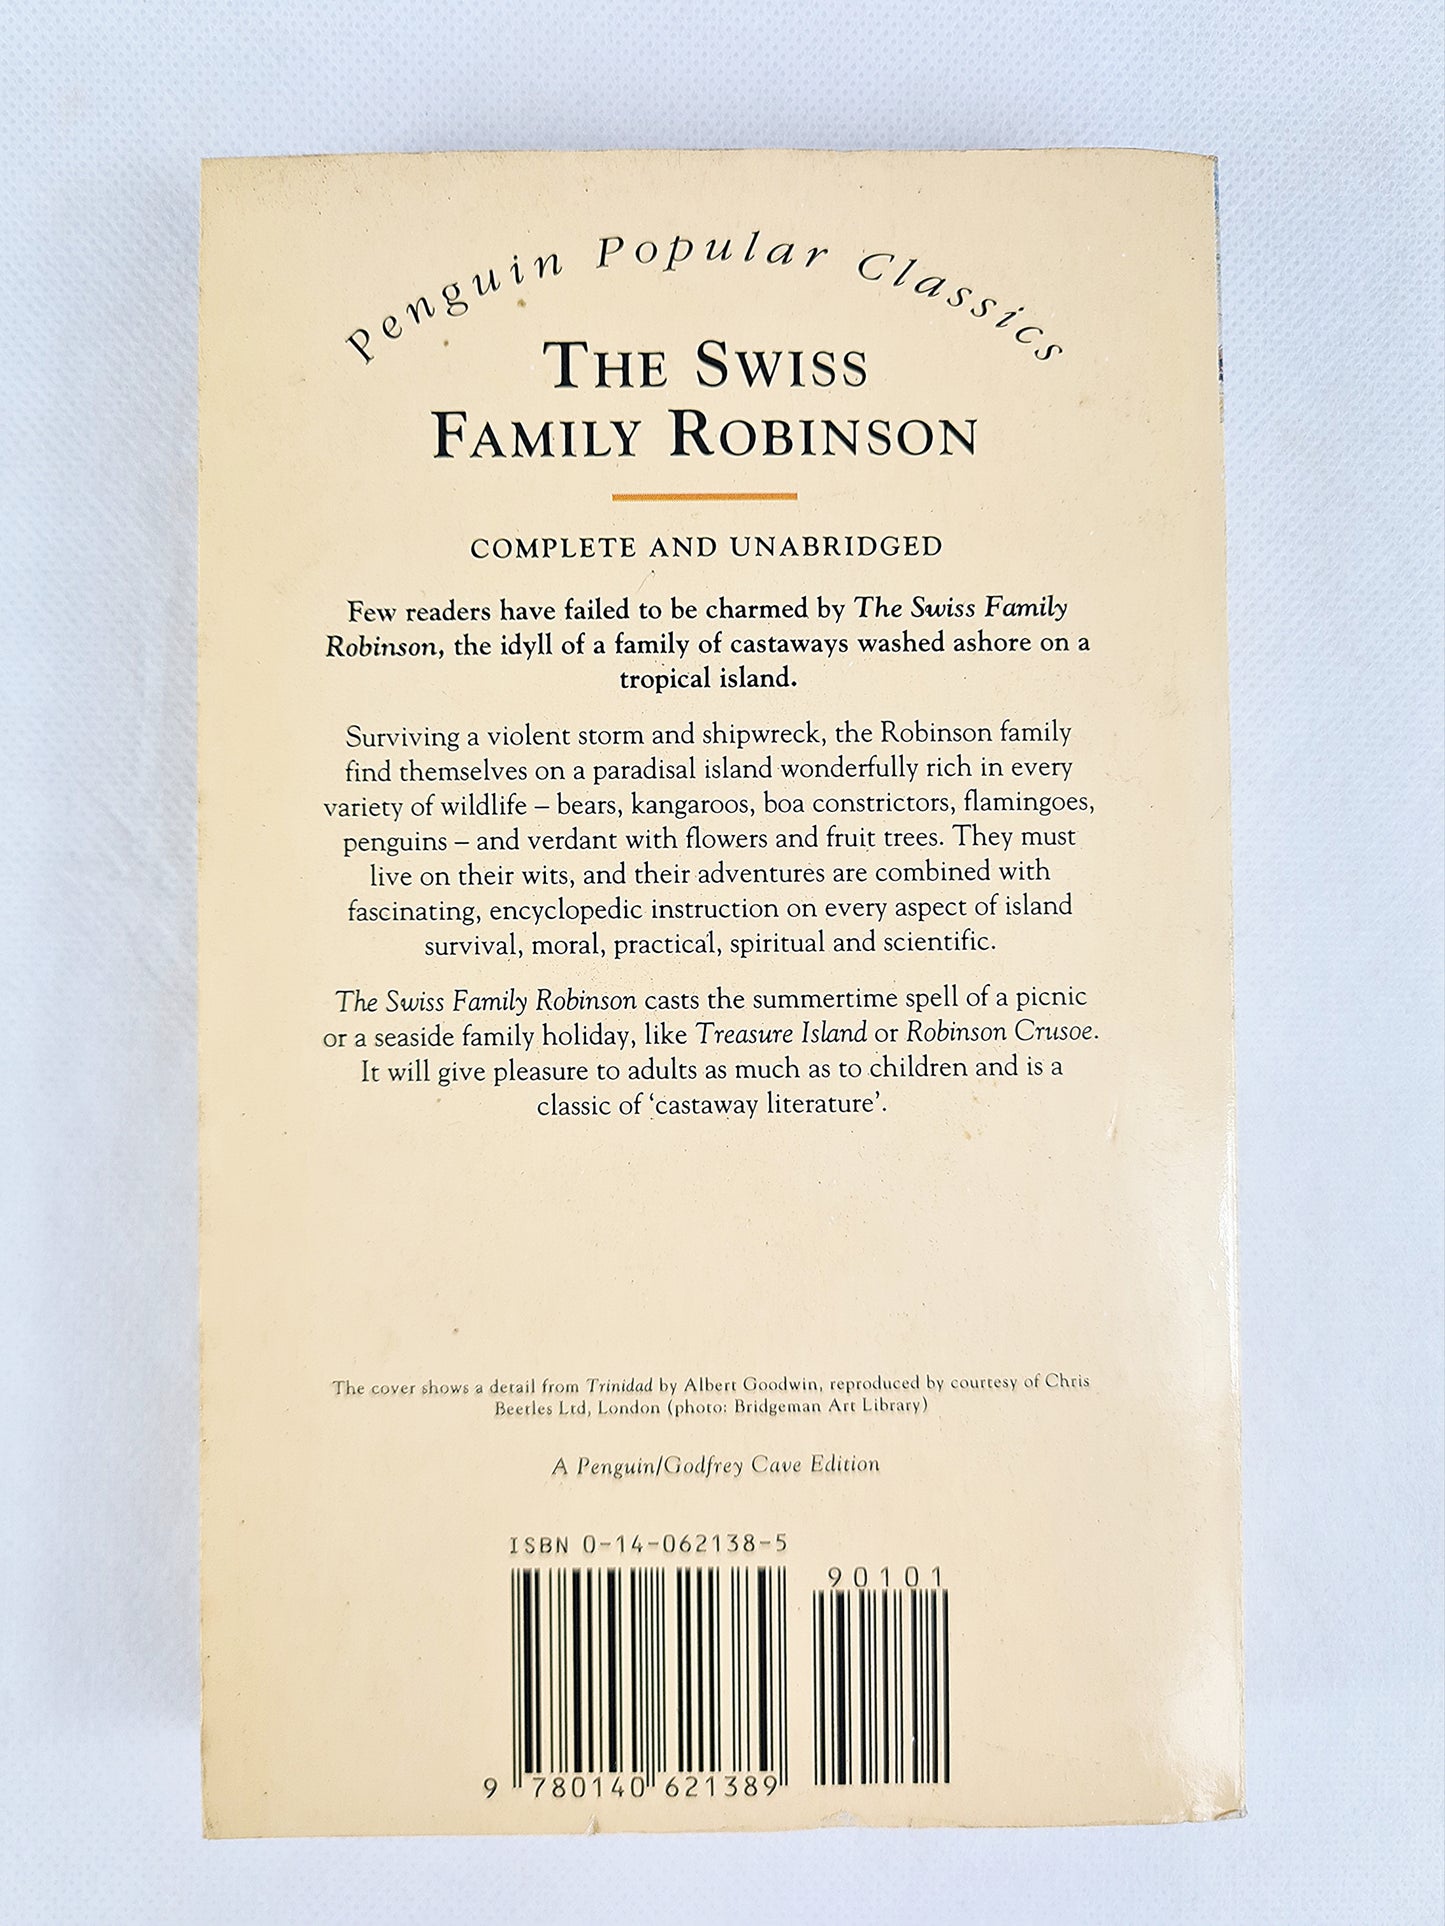 Penguin Popular Classics
THE SWISS
FAMILY ROBINSON
COMPLETE AND UNABRIDGED
Few readers have failed to be charmed by The Swiss Family
Robinson, the idyll of a family of castaways washed ashore on a
tropical island.
Surviving a violent storm and shipwreck, the Robinson family
find themselves on a paradisal island wonderfully rich in every
variety of wildlife – bears, kangaroos, boa constrictors, flamingoes,
penguins – and verdant with flowers and fruit trees. They must
live on their wits, and their adventures are combined with
fascinating, encyclopedic instruction on every aspect of island
survival, moral, practical, spiritual and scientific.
The Swiss Family Robinson casts the summertime spell of a picnic
or a seaside family holiday, like Treasure Island or Robinson Crusoe.
It will give pleasure to adults as much as to children and is a
classic of ‘castaway literature’.
The cover shows a detail from Trinidad by Albert Goodwin, reproduced by courtesy of Chris
Beetles Ltd, London (photo: Bridgeman Art Library)
A Penguin/Godfrey Cave Edition
ISBN 0-14-062138-5
90101
9 780140 621389